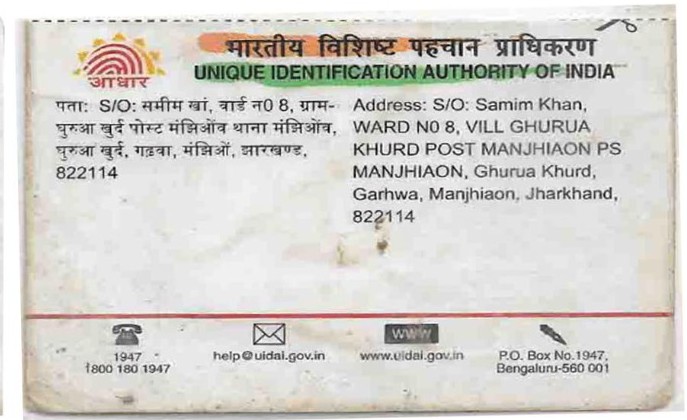 भारतीय विशिष्ट पहचान प्राधिकरण
UNIQUE IDENTIFICATION AUTHORITY OF INDIA
आधार
पता: S/O: समीम खां, वार्ड न0 8, ग्राम-
घुरुआ खुर्द पोस्ट मंझिओंव थाना मंझिओंव,
घुरुआ खुर्द, गढ़वा, मंझिओं, झारखण्ड,
822114
Address: S/O: Samim Khan,
WARD N0 8, VILL GHURUA
KHURD POST MANJHIAON PS
MANJHIAON, Ghurua Khurd,
Garhwa, Manjhiaon, Jharkhand,
822114
1947
1800 180 1947
help@uidai.gov.in
www
www.uidai.gov.in
P.O. Box No.1947,
Bengaluru-560 001